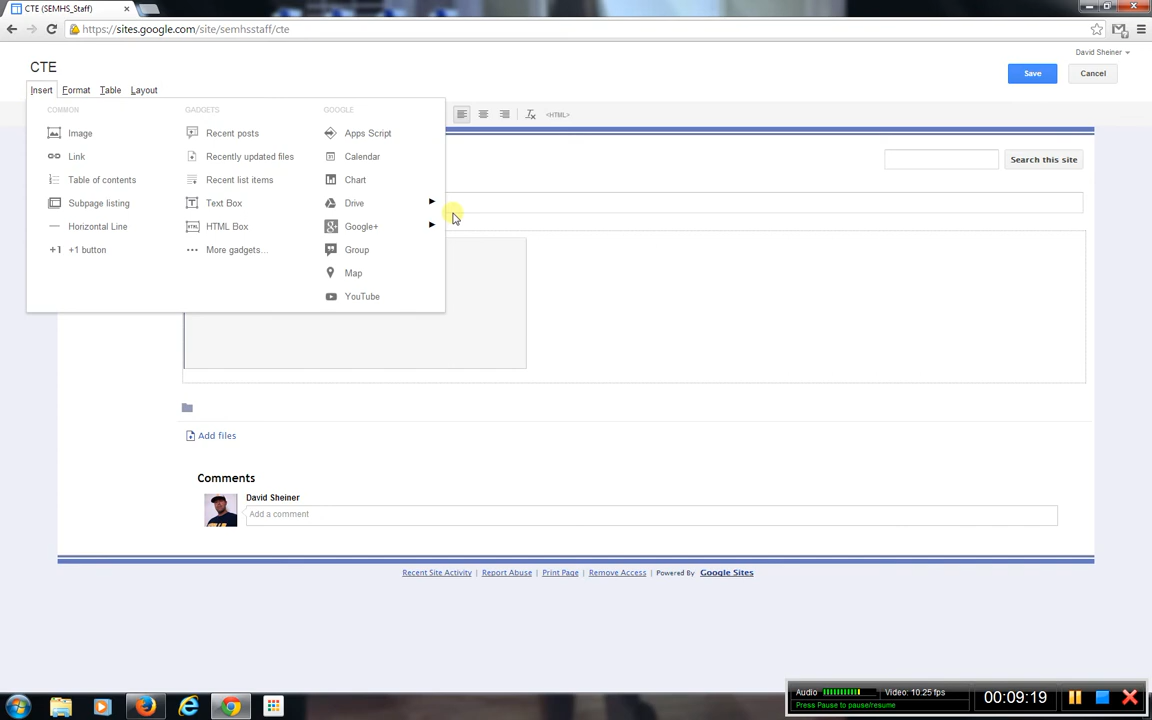 CTE (SEMHS_Staff)
https://sites.google.com/site/semhsstaff/cte
David Sheiner
CTE
Save
Cancel
Insert
Format
Table
Layout
COMMON
GADGETS
GOOGLE
<HTML>
Image
Recent posts
Apps Script
Link
Recently updated files
Calendar
Search this site
Table of contents
Recent list items
Chart
Subpage listing
Text Box
Drive
Horizontal Line
HTML Box
Google+
+1 +1 button
More gadgets...
Group
Map
YouTube
Add files
Comments
David Sheiner
Add a comment
Recent Site Activity | Report Abuse | Print Page | Remove Access | Powered By Google Sites
Audio
Video: 10.25 fps
Press Pause to pause/resume
00:09:19